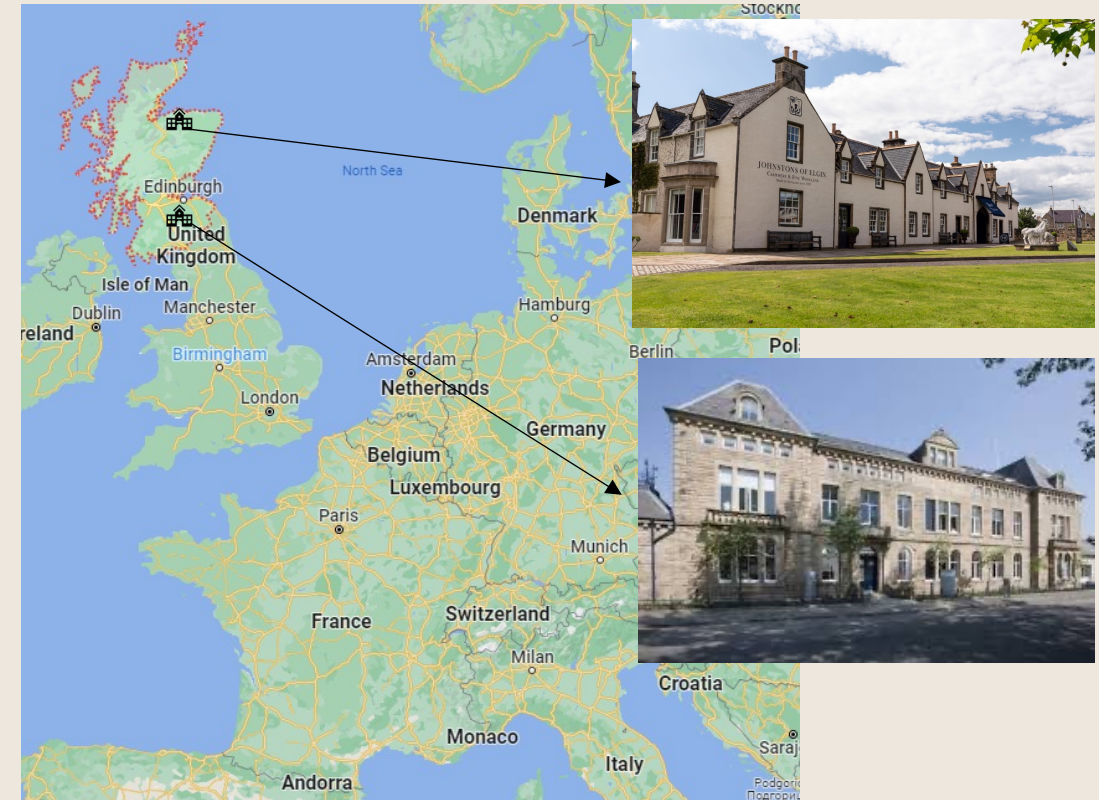 Stockho
North Sea
Edinburgh
United
Kingdom
Denmark
Isle of Man
Dublin
Manchester
Hamburg
reland
Birmingham
Amsterdam
Berlin
Pola
Netherlands
London
Germany
Belgium
Luxembourg
Paris
Munich
France
Switzerland
Milan
Croatia
Monaco
Saraj
Italy
Andorra
Podgori
Подгориц
JOHNSTONS OF ELGIN